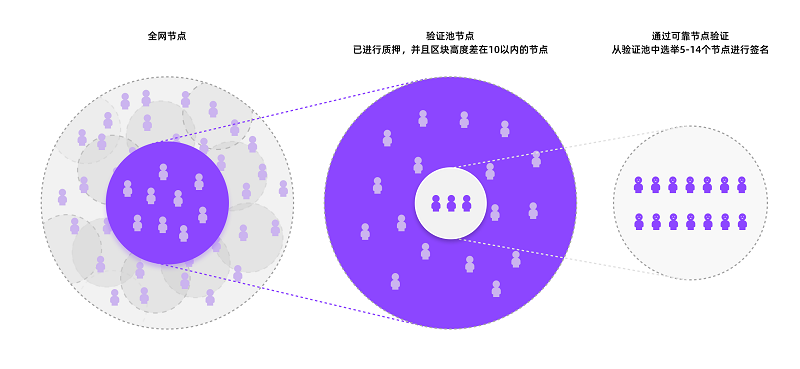 全网节点
验证池节点
已进行质押，并且区块高度差在10以内的节点
通过可靠节点验证
从验证池中选举5-14个节点进行签名